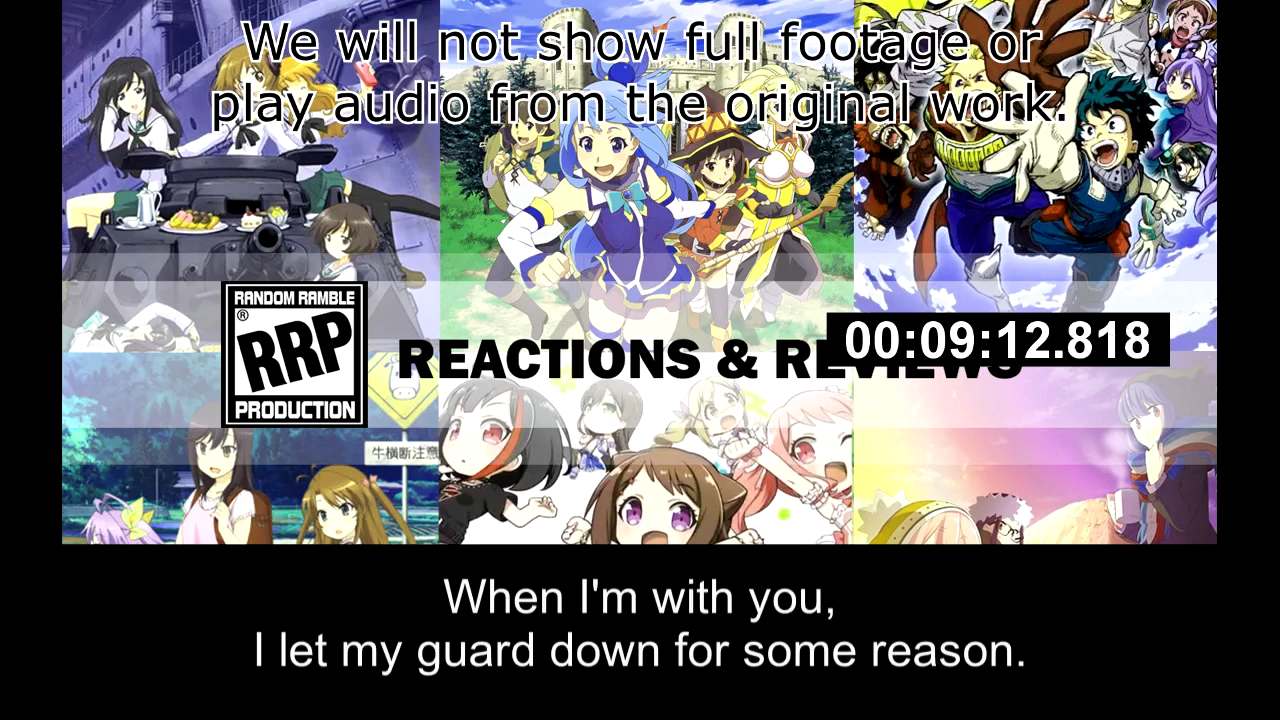 We will not show full footage or
play audio from the original work.
RANDOM RAMBLE
®
RRP
PRODUCTION
REACTIONS & REVIEWS
00:09:12.818
牛横断注意
When I'm with you,
I let my guard down for some reason.